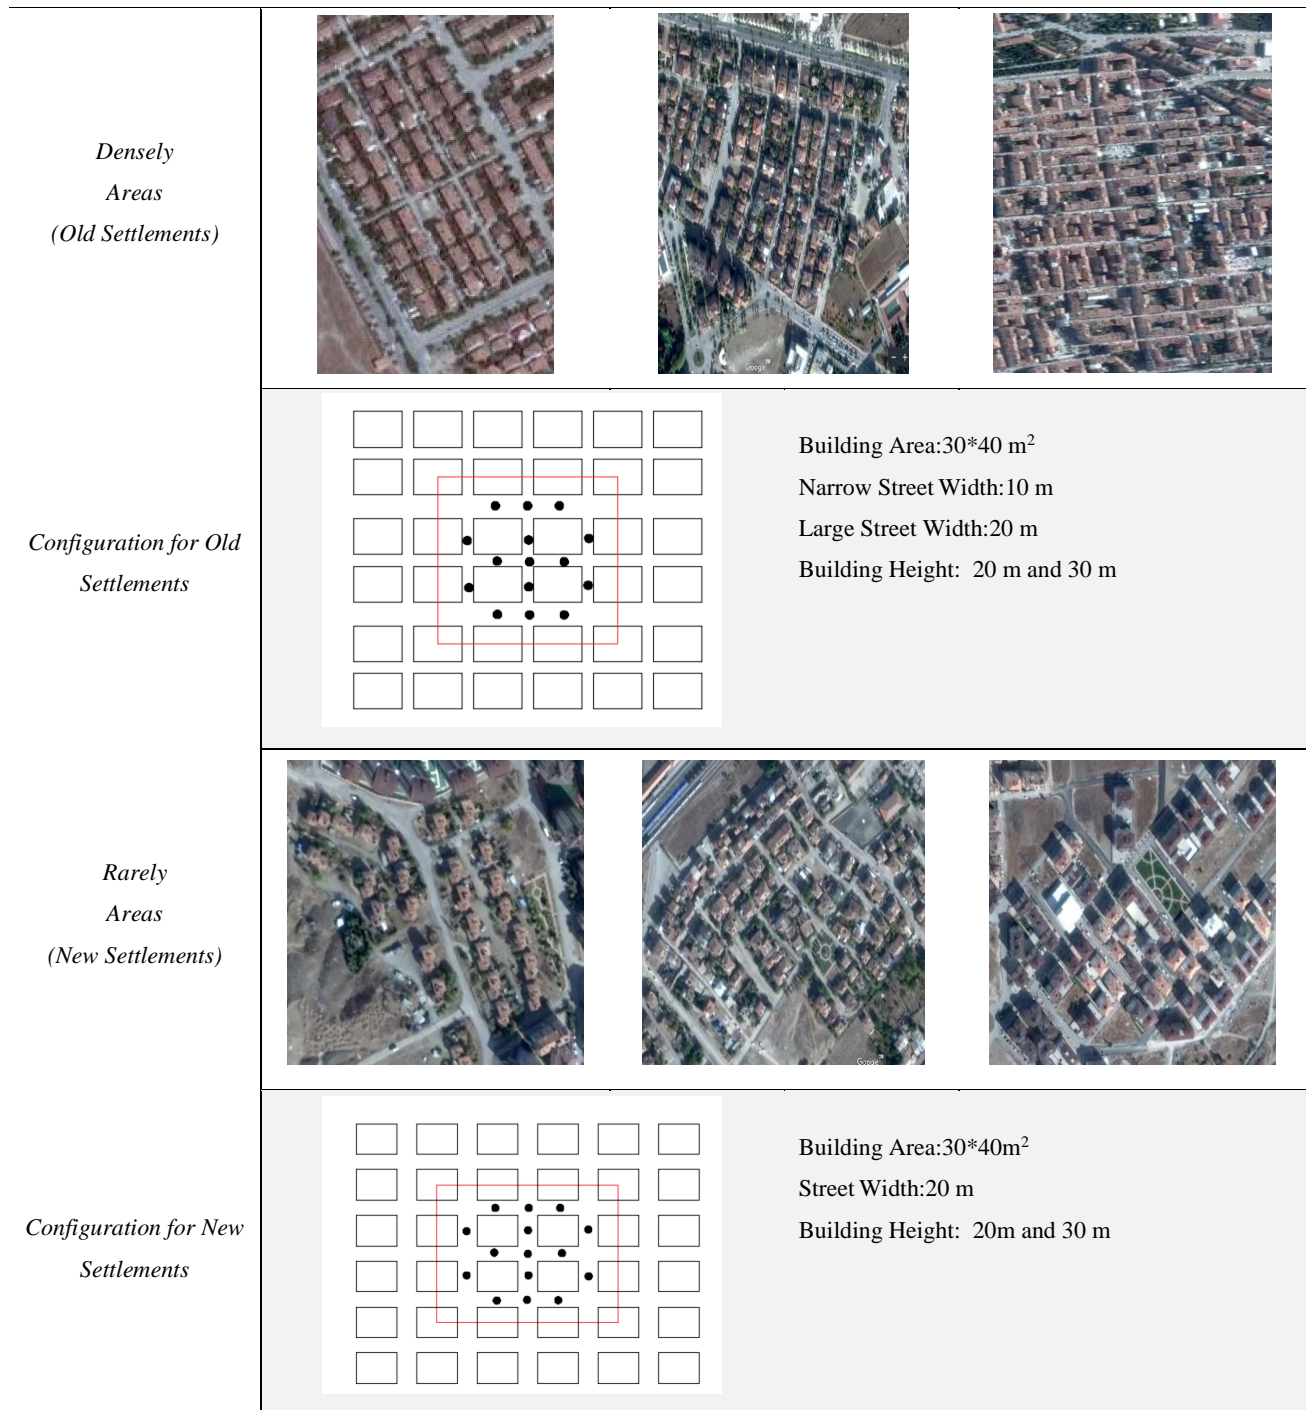 Densely
Areas
(Old Settlements)
Google
Configuration for Old
Settlements
Building Area:30*40 m²
Narrow Street Width:10 m
Large Street Width:20 m
Building Height: 20 m and 30 m
Rarely
Areas
(New Settlements)
Google
Configuration for New
Settlements
Building Area:30*40m²
Street Width:20 m
Building Height: 20m and 30 m